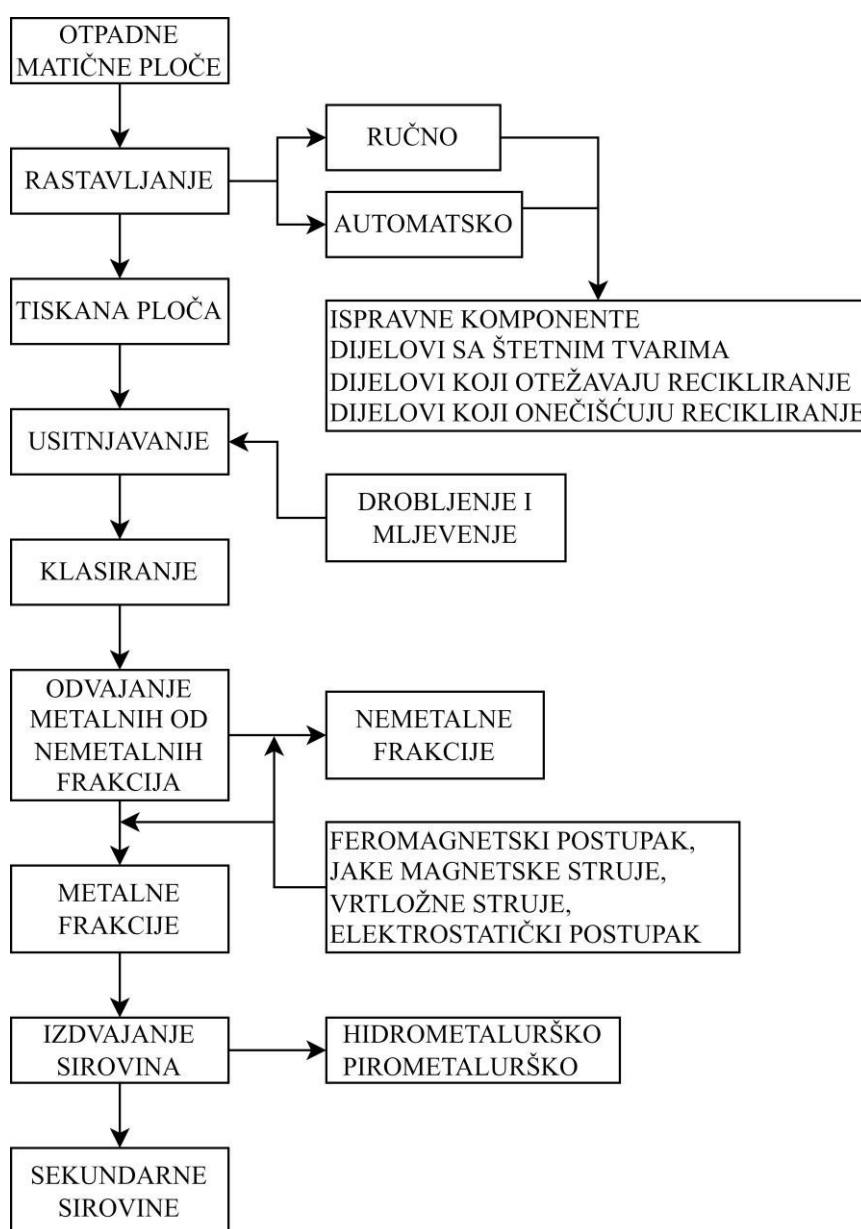 OTPADNE
MATIČNE PLOČE
RASTAVLJANJE
RUČNO
AUTOMATSKO
TISKANA PLOČA
ISPRAVNE KOMPONENTE
DIJELOVI SA ŠTETNIM TVARIMA
DIJELOVI KOJI OTEŽAVAJU RECIKLIRANJE
DIJELOVI KOJI ONEČIŠĆUJU RECIKLIRANJE
USITNJAVANJE
DROBLJENJE I
MLJEVENJE
KLASIRANJE
ODVAJANJE
METALNIH OD
NEMETALNIH
FRAKCIJA
NEMETALNE
FRAKCIJE
FEROMAGNETSKI POSTUPAK,
JAKE MAGNETSKE STRUJE,
VRTLOŽNE STRUJE,
ELEKTROSTATIČKI POSTUPAK
METALNE
FRAKCIJE
IZDVAJANJE
SIROVINA
HIDROMETALURŠKO
PIROMETALURŠKO
SEKUNDARNE
SIROVINE